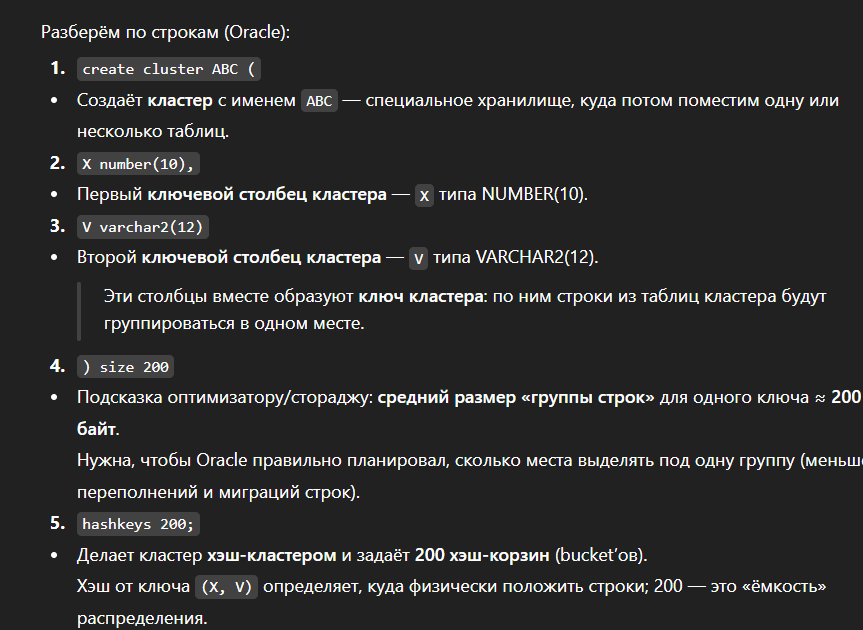 Разберём по строкам (Oracle):
1. create cluster ABC (
• Создаёт кластер с именем ABC — специальное хранилище, куда потом поместим одну или
несколько таблиц.
2. X number(10),
• Первый ключевой столбец кластера — X типа NUMBER(10).
3. V varchar2(12)
• Второй ключевой столбец кластера — V типа VARCHAR2(12).
Эти столбцы вместе образуют ключ кластера: по ним строки из таблиц кластера будут
группироваться в одном месте.
4. ) size 200
• Подсказка оптимизатору/стораджу: средний размер «группы строк» для одного ключа ≈ 200
байт.
Нужна, чтобы Oracle правильно планировал, сколько места выделять под одну группу (меньш
переполнений и миграций строк).
5. hashkeys 200;
• Делает кластер хэш-кластером и задаёт 200 хэш-корзин (bucket’ов).
Хэш от ключа (X, V) определяет, куда физически положить строки; 200 — это «ёмкость»
распределения.